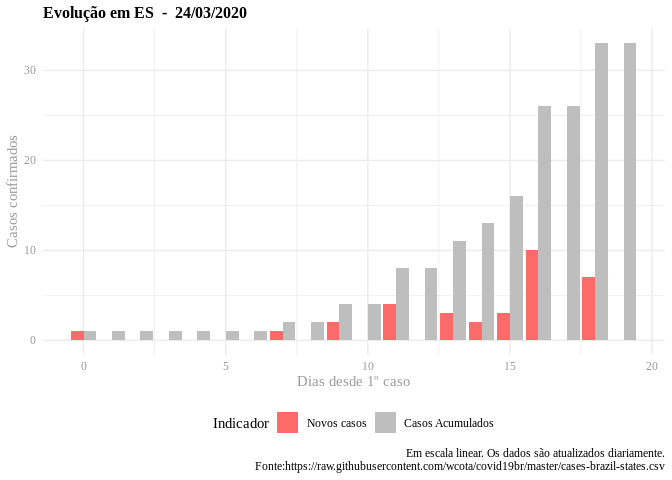 Evolução em ES  -  24/03/2020
Casos confirmados
30
20
10
0
0
5
10
15
20
Dias desde 1º caso
Indicador
Novos casos
Casos Acumulados
Em escala linear. Os dados são atualizados diariamente.
Fonte:https://raw.githubusercontent.com/wcota/covid19br/master/cases-brazil-states.csv